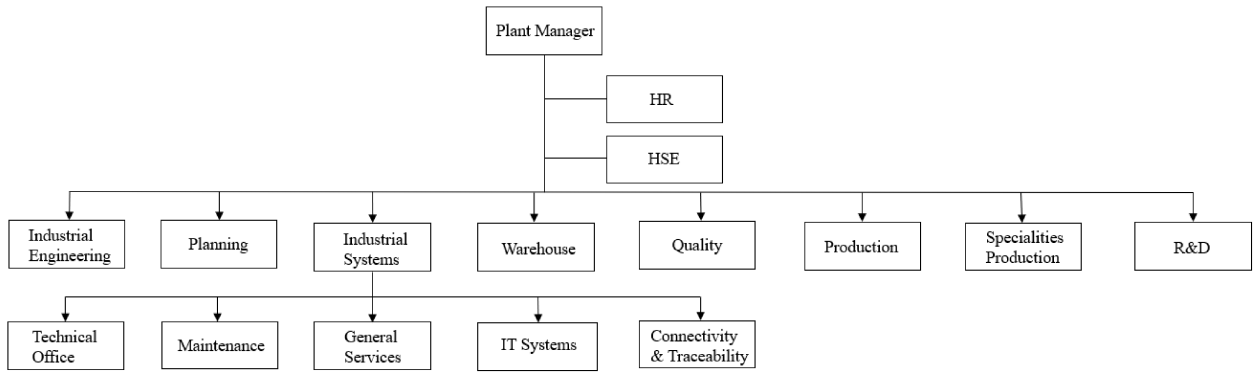 Plant Manager
HR
HSE
Industrial
Engineering
Planning
Industrial
Systems
Warehouse
Quality
Production
Specialities
Production
R&D
Technical
Office
Maintenance
General
Services
IT Systems
Connectivity
& Traceability